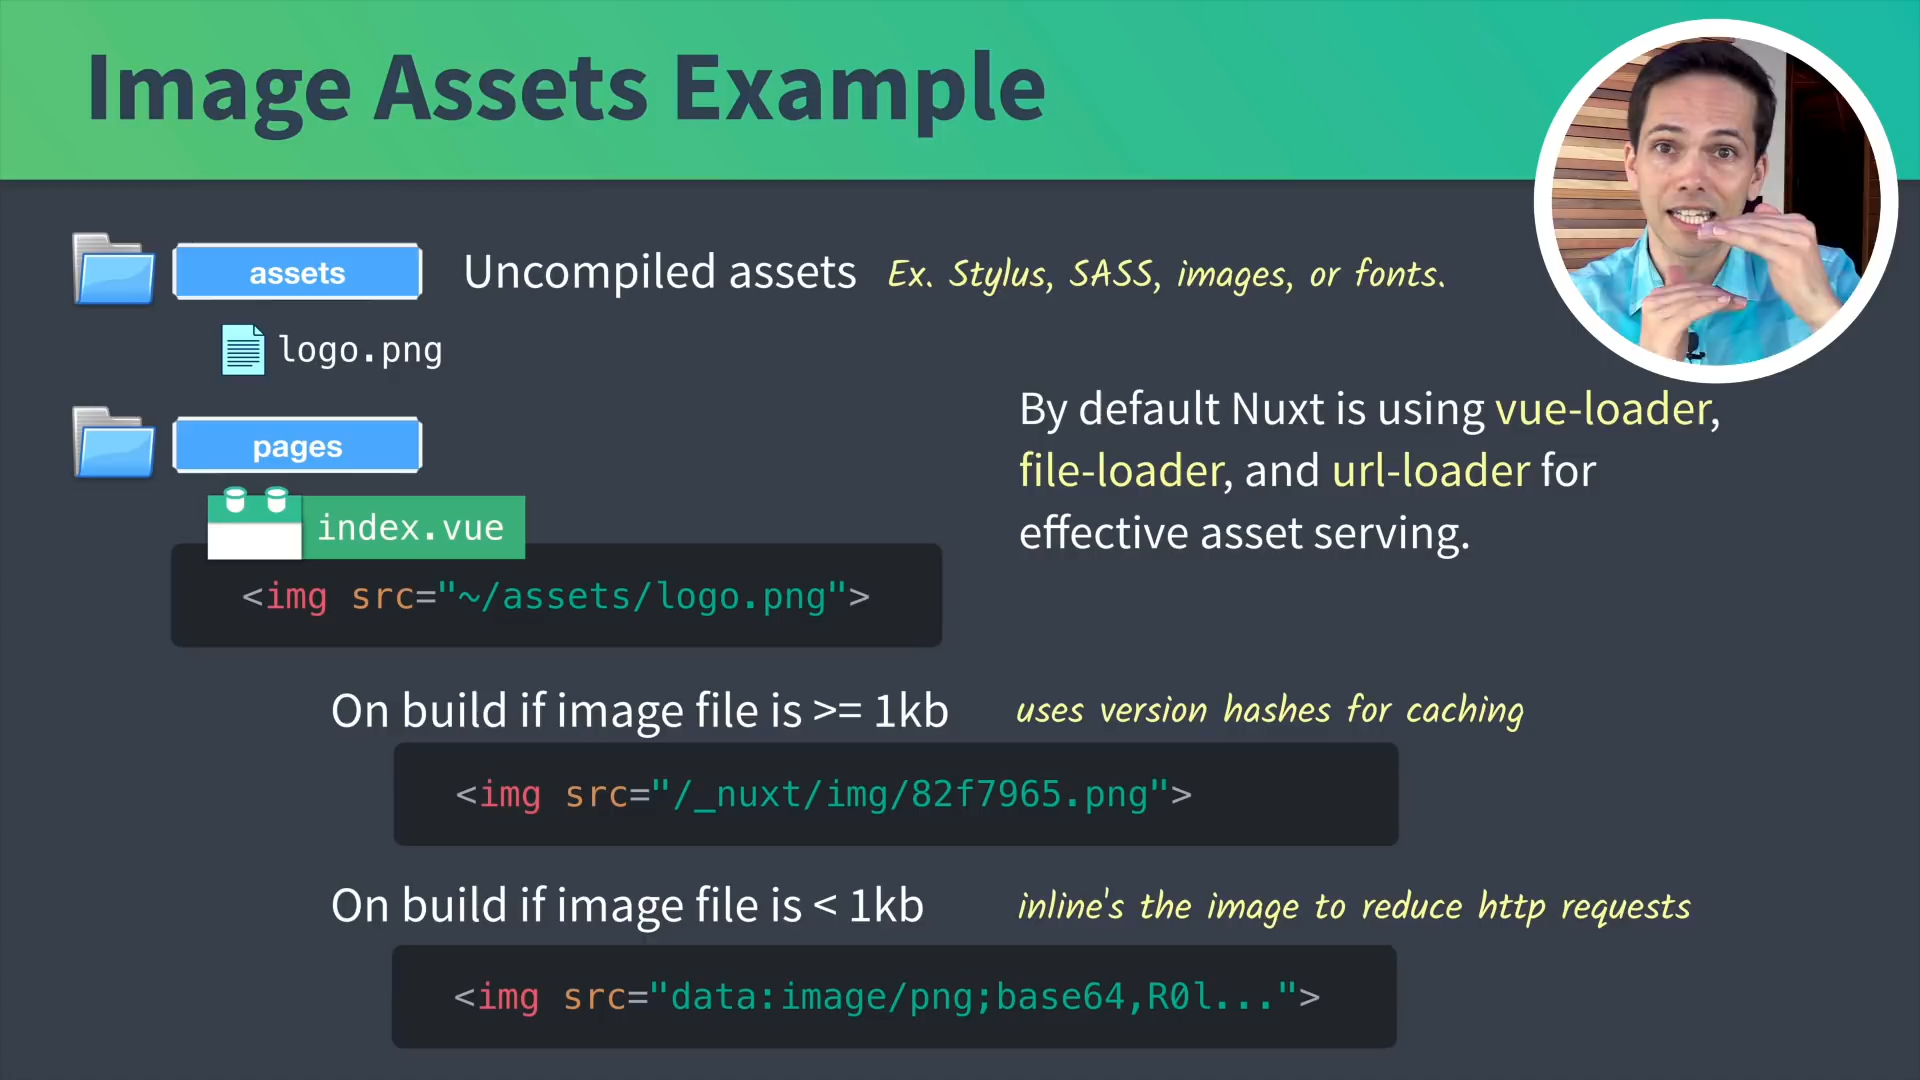 Image Assets Example
assets
Uncompiled assets
Ex. Stylus, SASS, images, or fonts.
logo.png
pages
By default Nuxt is using vue-loader,
file-loader, and url-loader for
effective asset serving.
index.vue
<img src="~/assets/logo.png">
On build if image file is >= 1kb
uses version hashes for caching
<img src="/_nuxt/img/82f7965.png">
On build if image file is < 1kb
inline's the image to reduce http requests
<img src="data:image/png;base64,R0l...">